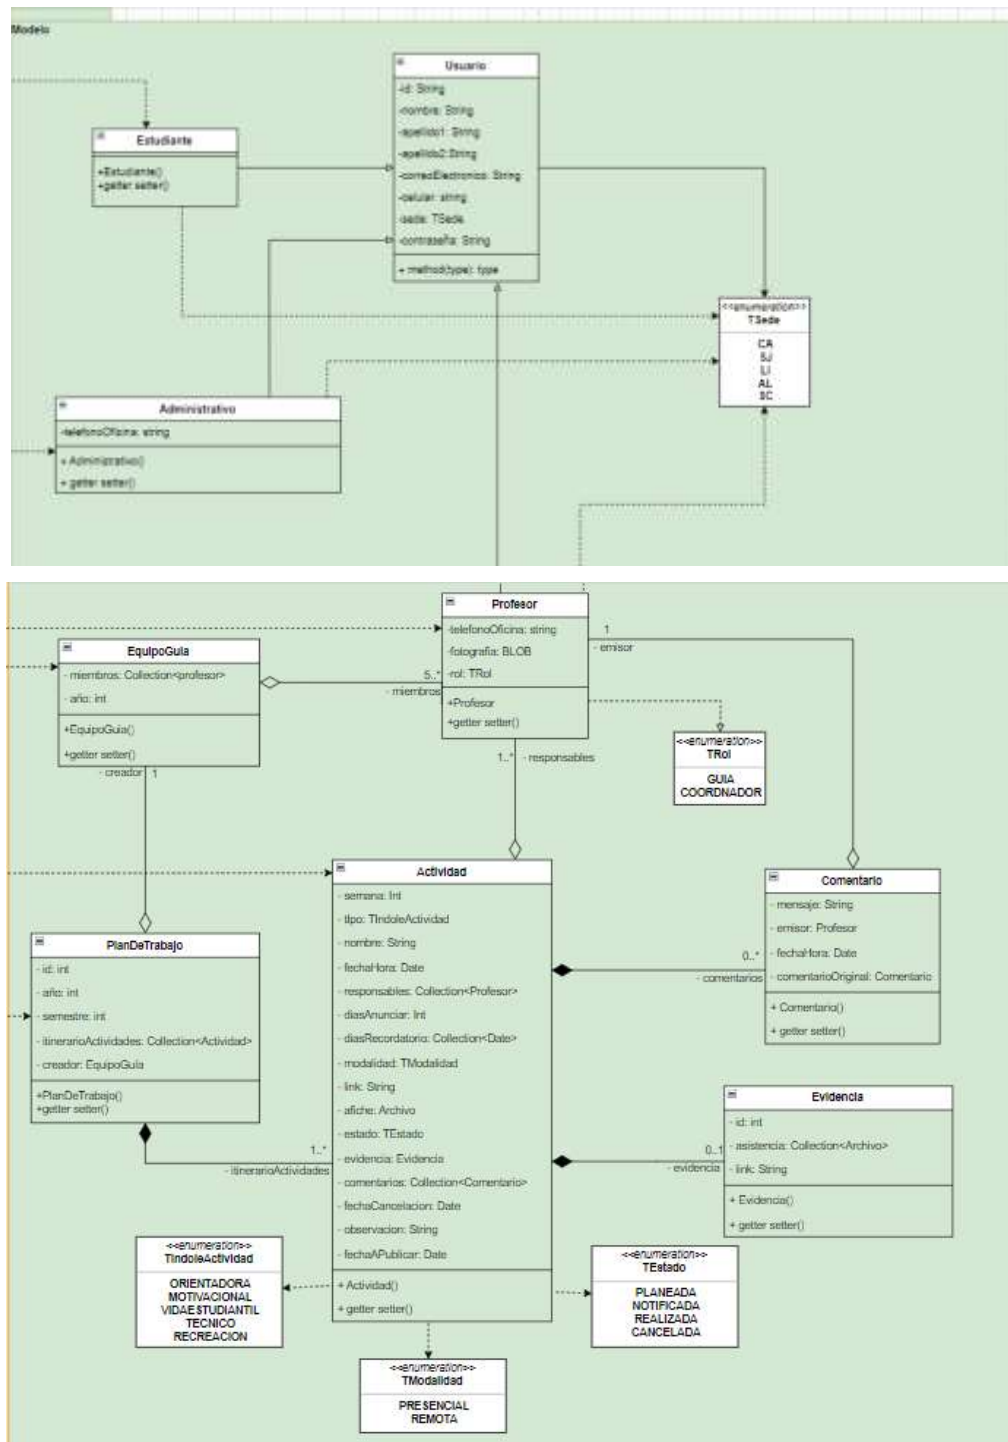 Modelo
Usuario
-id: String
-nombre: String
-apellido1: String
-apellido2: String
-correoElectronico: String
-celular: string
-sede: TSede
-contraseña: String
+ method(type): type
Estudiante
+Estudiante()
+getter setter()
<<enumeration>>
TSede
CA
SJ
LI
AL
SC
Administrativo
-telefonoOficina: string
+ Administrativo()
+ getter setter()
Profesor
-telefonoOficina: string
-fotografia: BLOB
-rol: TRol
+Profesor
+getter setter()
1
- emisor
EquipoGuia
- miembros: Collection<profesor>
- año: int
+EquipoGuia()
+getter setter()
5..*
- miembros
- creador
1
1..*
- responsables
<<enumeration>>
TRol
GUIA
COORDNADOR
Actividad
- semana: Int
- tipo: TIndoleActividad
- nombre: String
- fechaHora: Date
- responsables: Collection<Profesor>
- diasAnunciar: Int
- diasRecordatorio: Collection<Date>
- modalidad: TModalidad
- link: String
- afiche: Archivo
- estado: TEstado
- evidencia: Evidencia
- comentarios: Collection<Comentario>
- fechaCancelacion: Date
- observacion: String
- fechaAPublicar: Date
+ Actividad()
+ getter setter()
Comentario
- mensaje: String
- emisor: Profesor
- fechaHora: Date
- comentarioOriginal: Comentario
+ Comentario()
+ getter setter()
0..*
- comentarios
PlanDeTrabajo
- id: int
- año: int
- semestre: int
- itinerarioActividades: Collection<Actividad>
- creador: EquipoGuia
+PlanDeTrabajo()
+getter setter()
1..*
- itinerarioActividades
Evidencia
- id: int
- asistencia: Collection<Archivo>
- link: String
+ Evidencia()
+ getter setter()
0..1
- evidencia
<<enumeration>>
TIndoleActividad
ORIENTADORA
MOTIVACIONAL
VIDAESTUDIANTIL
TECNICO
RECREACION
<<enumeration>>
TEstado
PLANEADA
NOTIFICADA
REALIZADA
CANCELADA
<<enumeration>>
TModalidad
PRESENCIAL
REMOTA